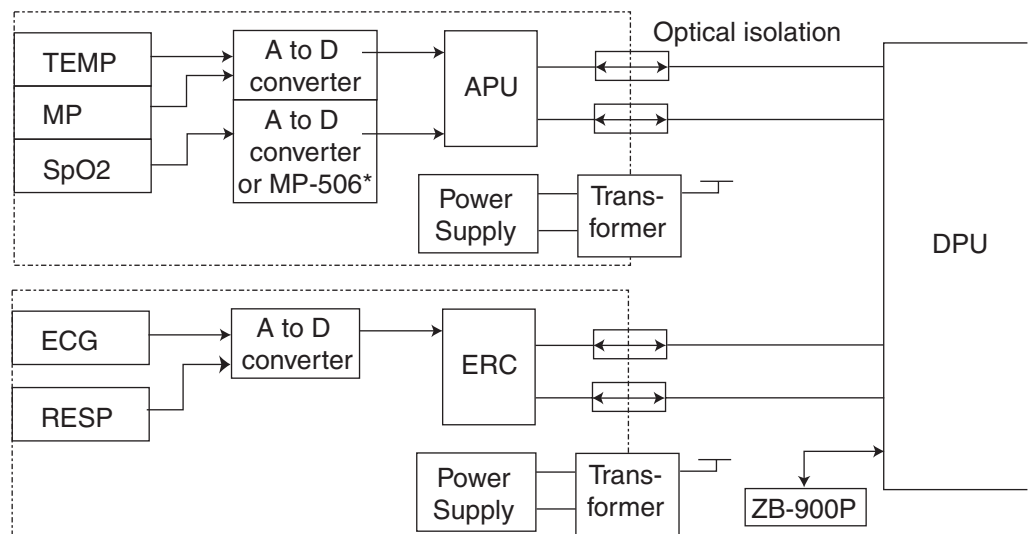 Optical isolation
TEMP
MP
SpO2
A to D
converter
A to D
converter
or MP-506*
APU
Power
Supply
Trans-
former
DPU
ECG
RESP
A to D
converter
ERC
Power
Supply
Trans-
former
ZB-900P